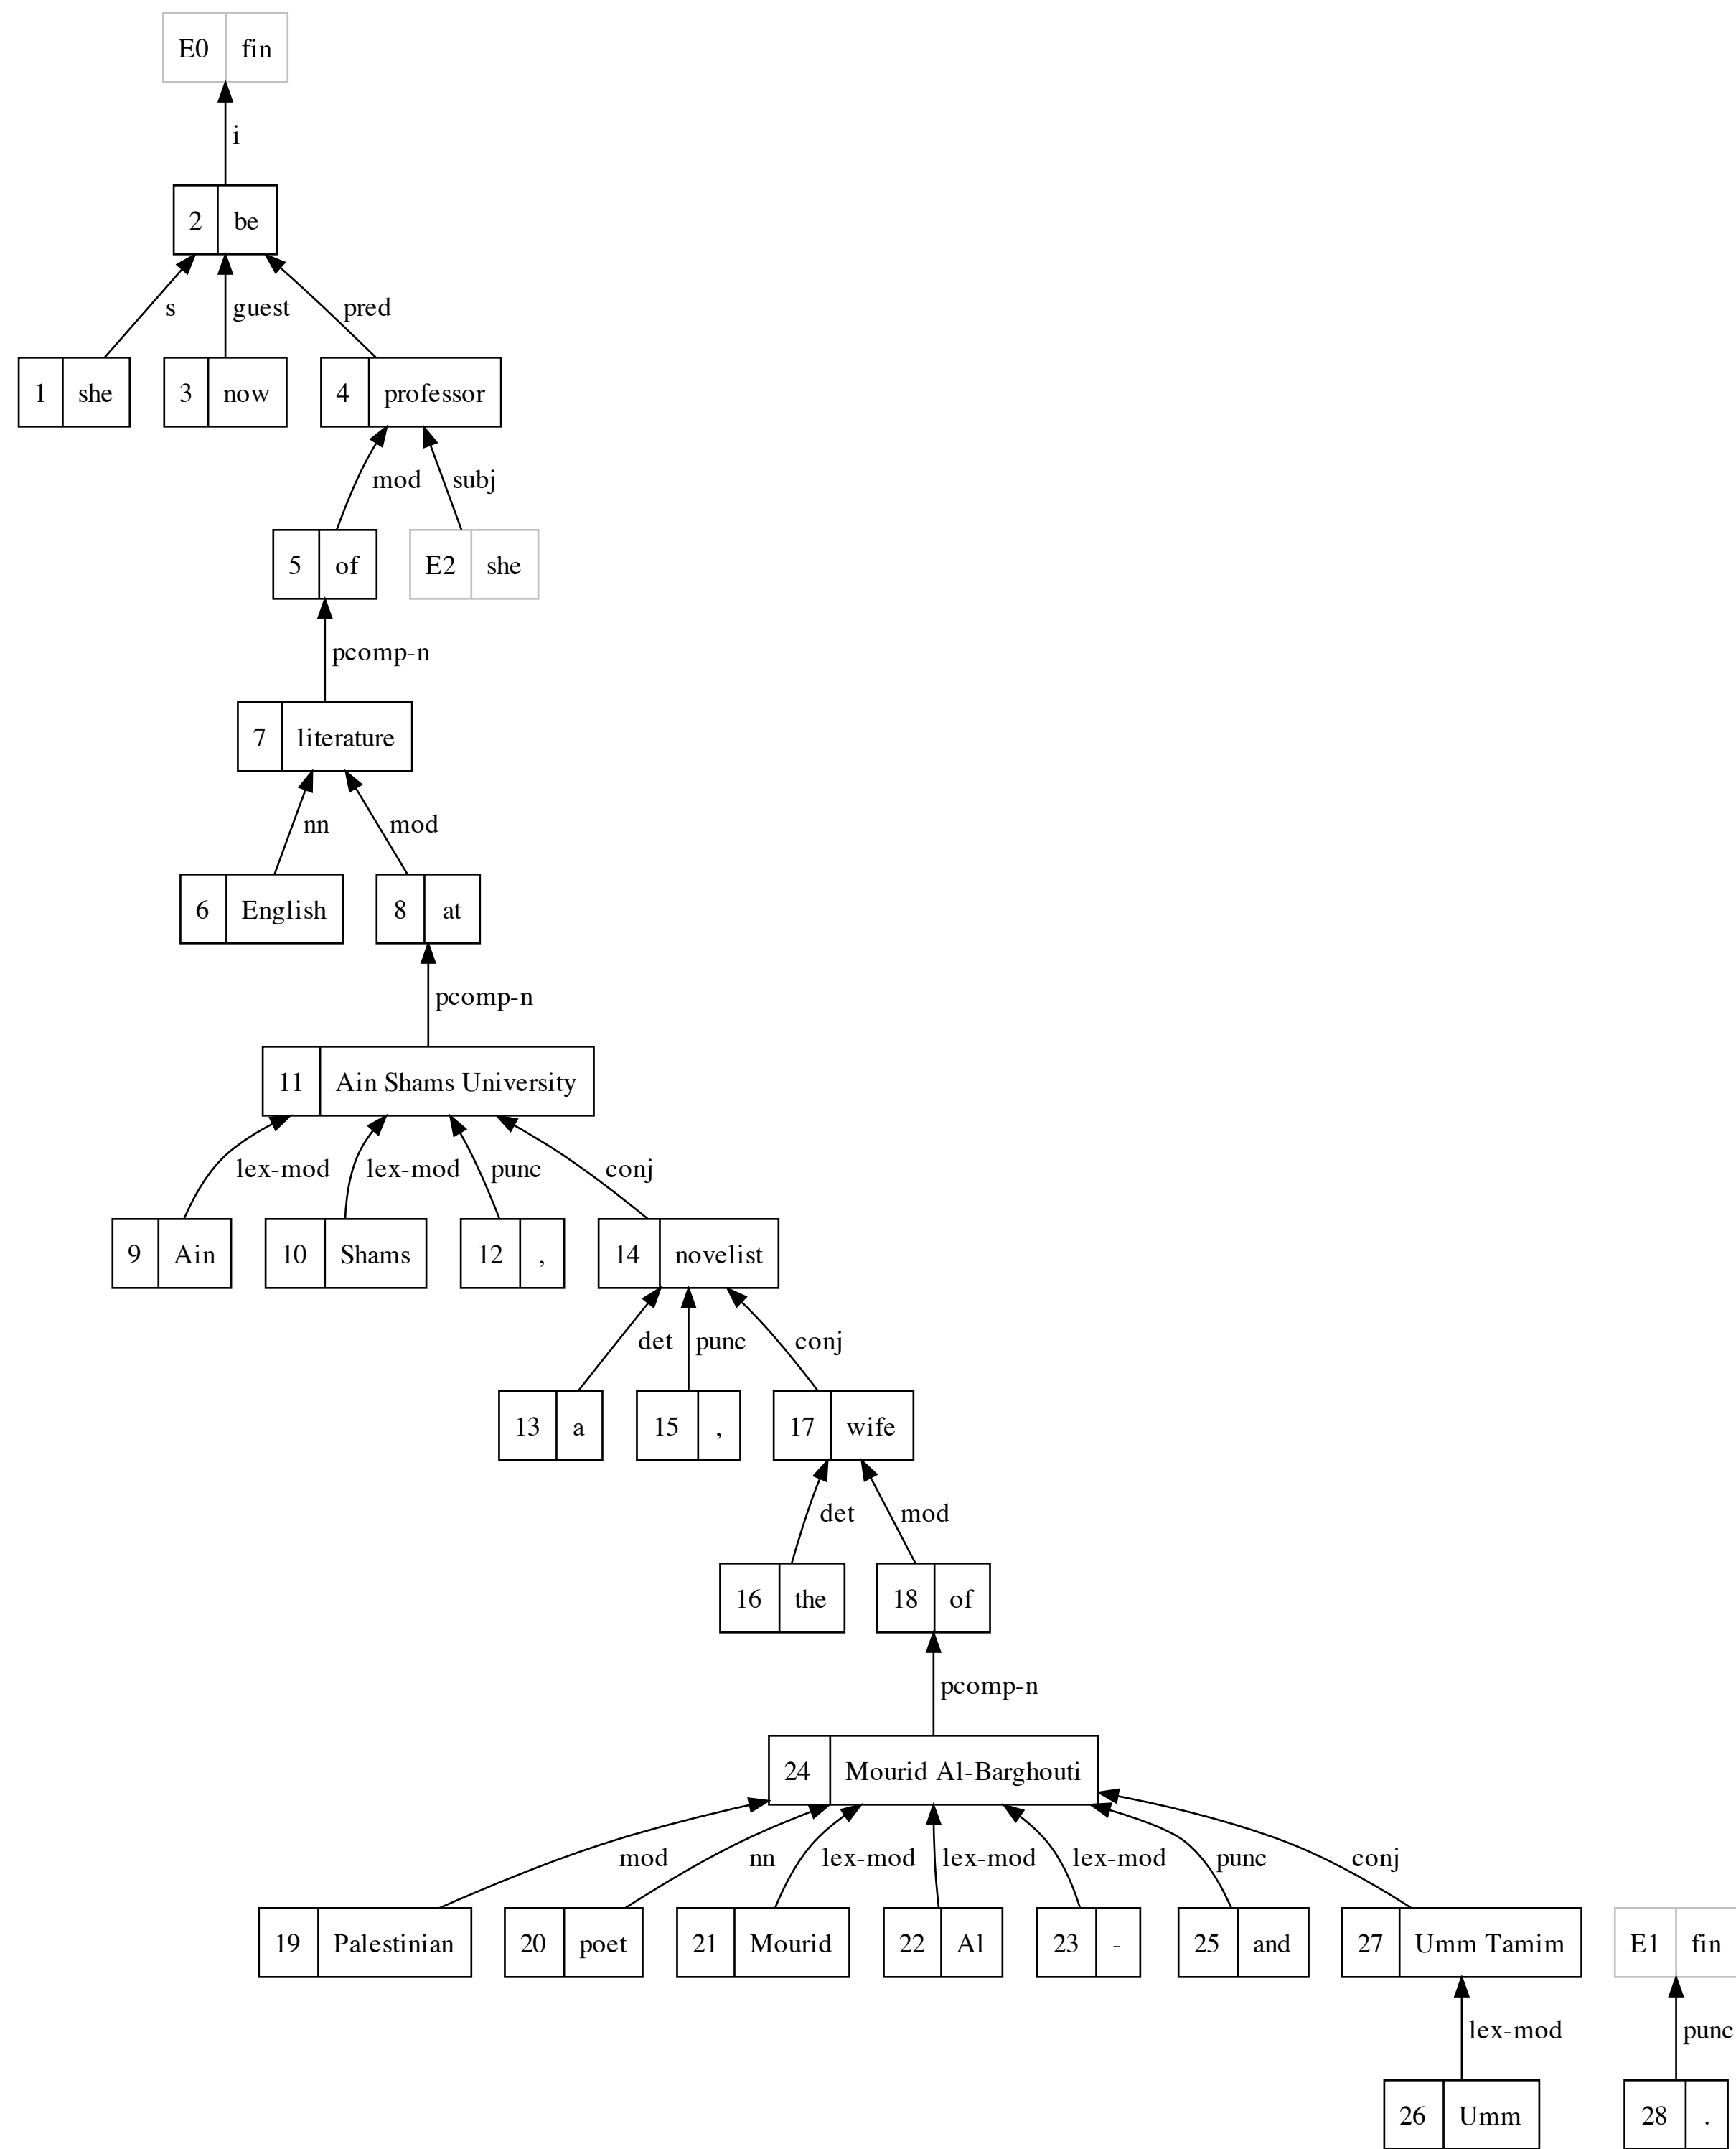 E0 fin
i
2 be
s guest pred
1 she 3 now 4 professor
mod subj
5 of E2 she
pcomp-n
7 literature
nn mod
6 English 8 at
pcomp-n
11 Ain Shams University
lex-mod lex-mod punc conj
9 Ain 10 Shams 12 , 14 novelist
det punc conj
13 a 15 , 17 wife
det mod
16 the 18 of
pcomp-n
24 Mourid Al-Barghouti
mod nn lex-mod lex-mod lex-mod punc conj
19 Palestinian 20 poet 21 Mourid 22 Al 23 - 25 and 27 Umm Tamim E1 fin
lex-mod punc
26 Umm 28 .